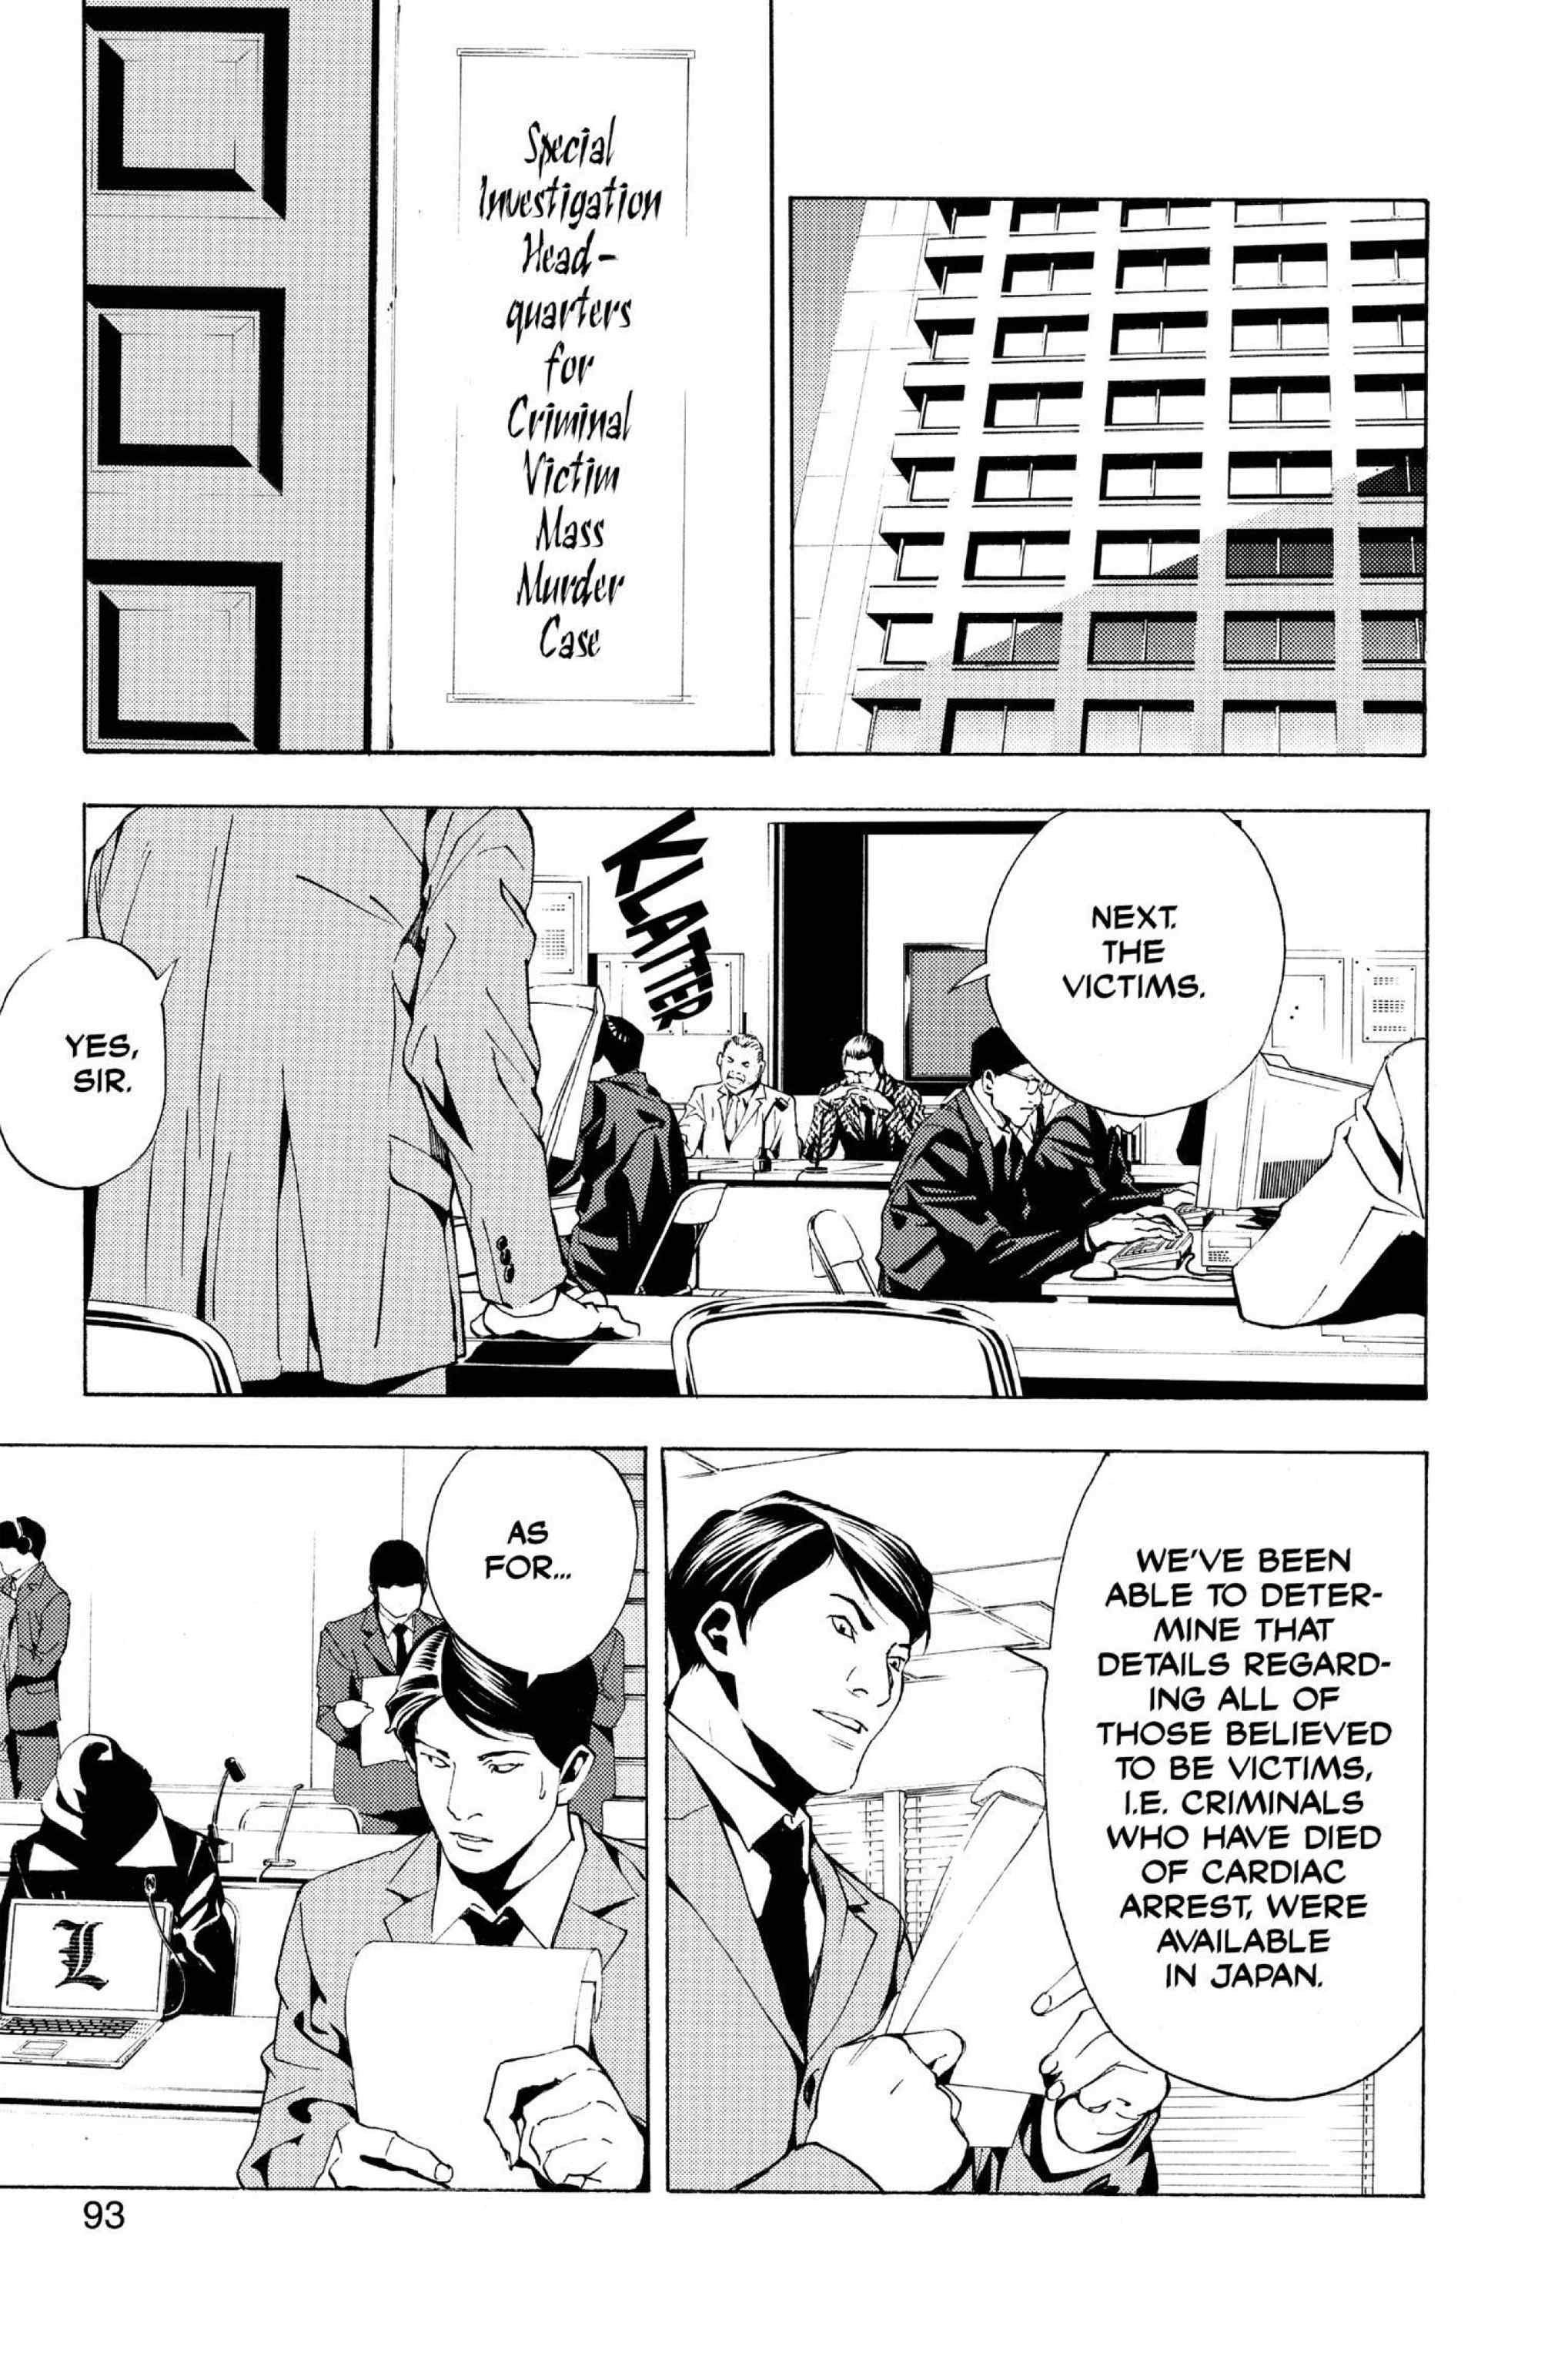 Special
Investigation
Head-
quarters
for
Criminal
Victim
Mass
Murder
Case
NEXT.
THE
VICTIMS.
KLATTER
YES,
SIR.
WE'VE BEEN
ABLE TO DETER-
MINE THAT
DETAILS REGARD-
ING ALL OF
THOSE BELIEVED
TO BE VICTIMS,
I.E. CRIMINALS
WHO HAVE DIED
OF CARDIAC
ARREST, WERE
AVAILABLE
IN JAPAN.
AS
FOR...
L
93